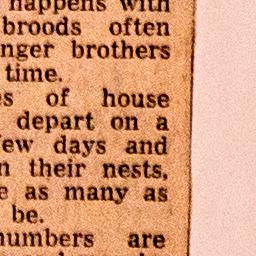 happens with
broods often
nger brothers
time.
es of house
depart on a
few days and
n their nests,
e as many as
be.
numbers are